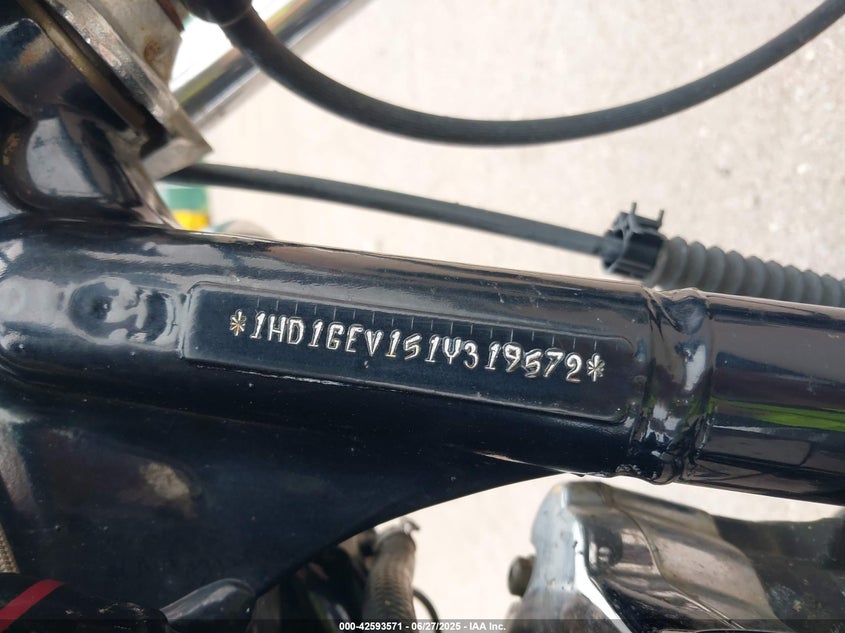 *1HD1GEV151Y319572*
000-42593571 - 06/27/2025 - IAA Inc.